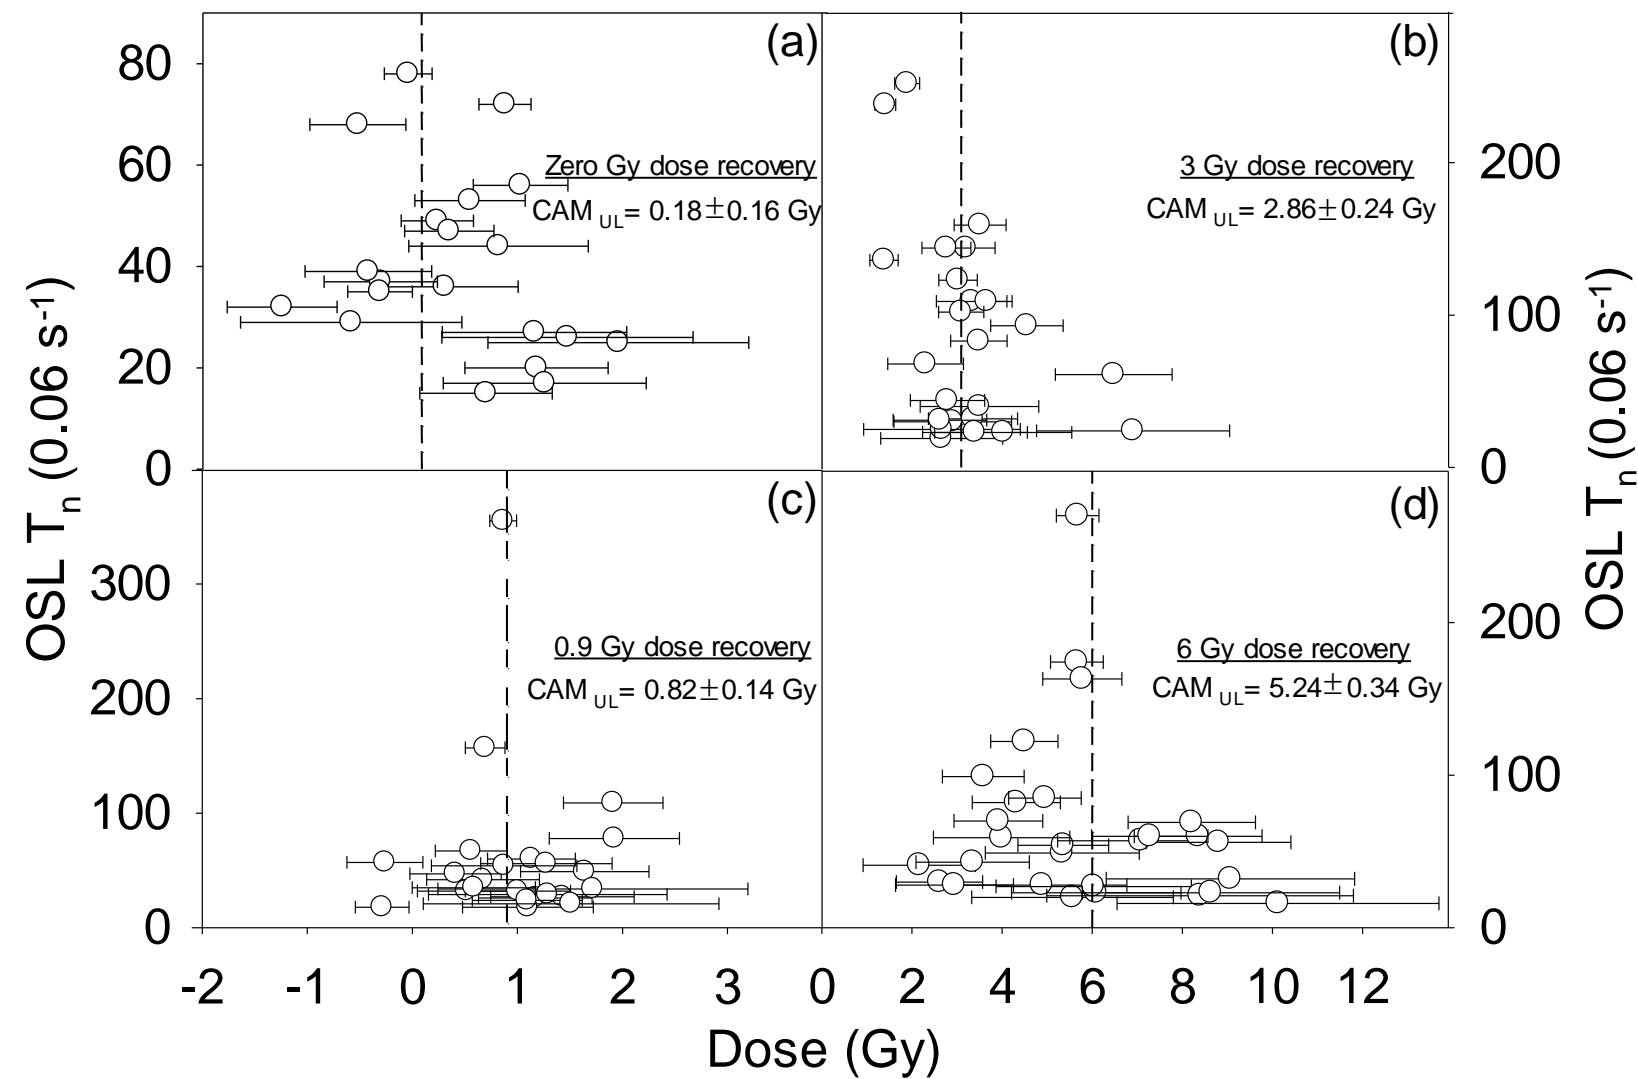 (a)
80
60
40
20
0
Zero Gy dose recovery
CAM UL= 0.18±0.16 Gy
(b)
200
100
0
3 Gy dose recovery
CAM UL= 2.86±0.24 Gy
OSL Tn (0.06 s-1)
OSL Tn (0.06 s-1)
(c)
300
200
100
0
0.9 Gy dose recovery
CAM UL= 0.82±0.14 Gy
(d)
200
100
0
6 Gy dose recovery
CAM UL= 5.24±0.34 Gy
-2 -1 0 1 2 3 0 2 4 6 8 10 12
Dose (Gy)